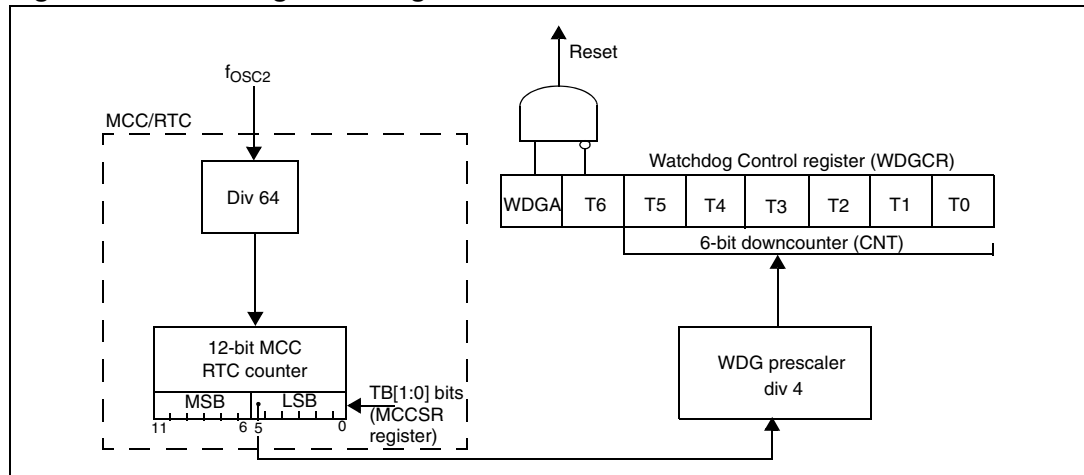 Reset
fOSC2
MCC/RTC
Div 64
Watchdog Control register (WDGCR)
WDGA T6 T5 T4 T3 T2 T1 T0
6-bit downcounter (CNT)
12-bit MCC
RTC counter
MSB LSB
11 6 5 0
TB[1:0] bits
(MCCSR
register)
WDG prescaler
div 4